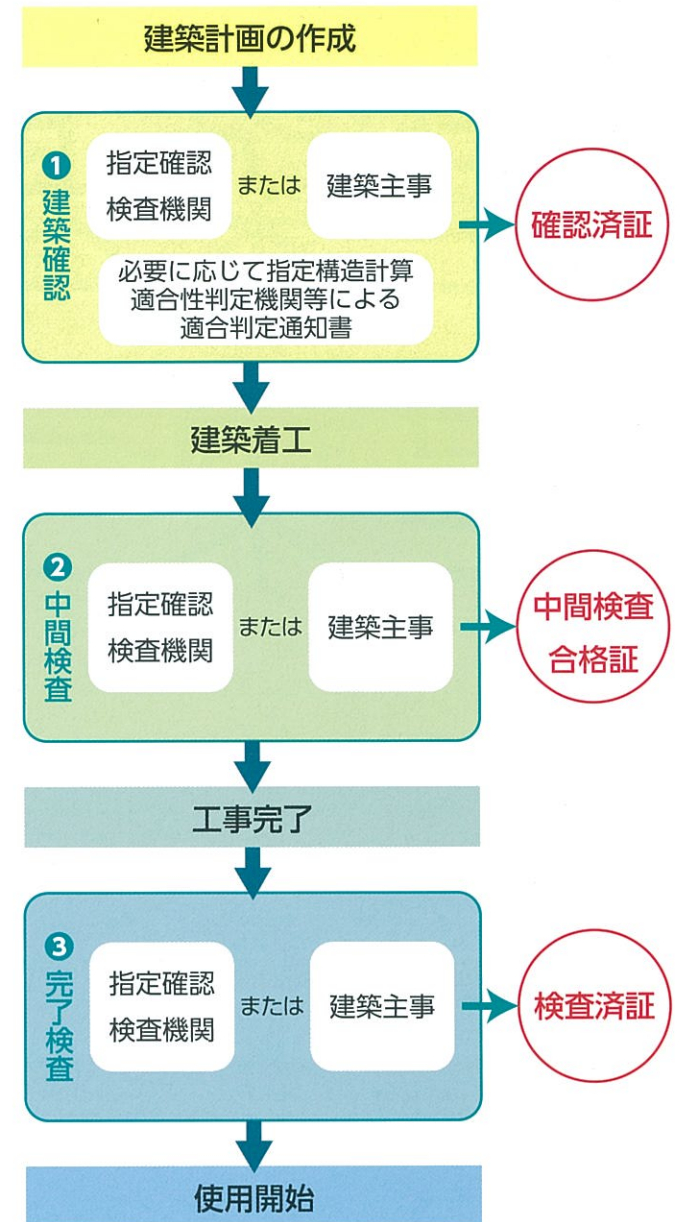 建築計画の作成
❶建築確認
指定確認
検査機関
または
建築主事
確認済証
必要に応じて指定構造計算
適合性判定機関等による
適合判定通知書
建築着工
❷中間検査
指定確認
検査機関
または
建築主事
中間検査
合格証
工事完了
❸完了検査
指定確認
検査機関
または
建築主事
検査済証
使用開始